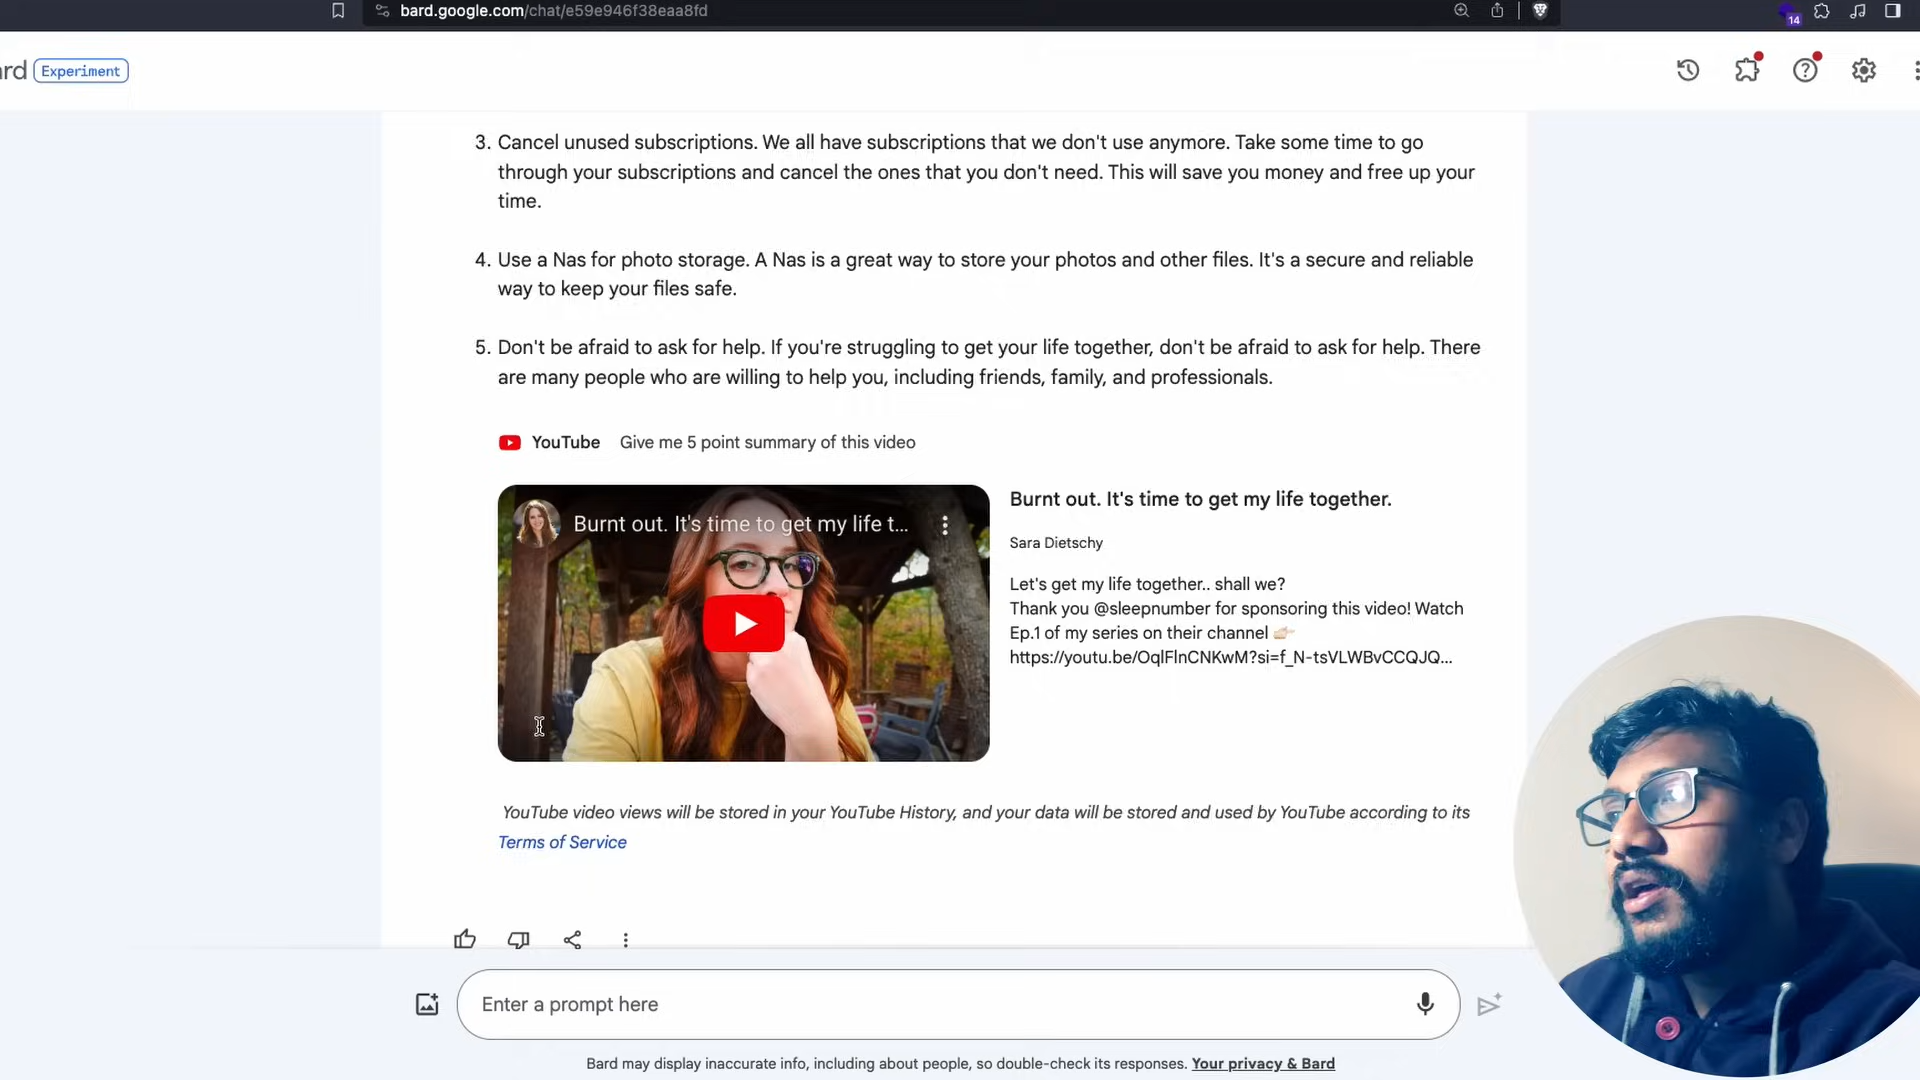 bard.google.com/chat/e59e946f38eaa8fd
14
ard Experiment
3. Cancel unused subscriptions. We all have subscriptions that we don't use anymore. Take some time to go
through your subscriptions and cancel the ones that you don't need. This will save you money and free up your
time.
4. Use a Nas for photo storage. A Nas is a great way to store your photos and other files. It's a secure and reliable
way to keep your files safe.
5. Don't be afraid to ask for help. If you're struggling to get your life together, don't be afraid to ask for help. There
are many people who are willing to help you, including friends, family, and professionals.
YouTube Give me 5 point summary of this video
Burnt out. It's time to get my life t...
Burnt out. It's time to get my life together.
Sara Dietschy
Let's get my life together.. shall we?
Thank you @sleepnumber for sponsoring this video! Watch
Ep.1 of my series on their channel 👉🏻
https://youtu.be/OqlFlnCNKwM?si=f_N-tsVLWBvCCQJQ...
YouTube video views will be stored in your YouTube History, and your data will be stored and used by YouTube according to its
Terms of Service
Enter a prompt here
Bard may display inaccurate info, including about people, so double-check its responses. Your privacy & Bard